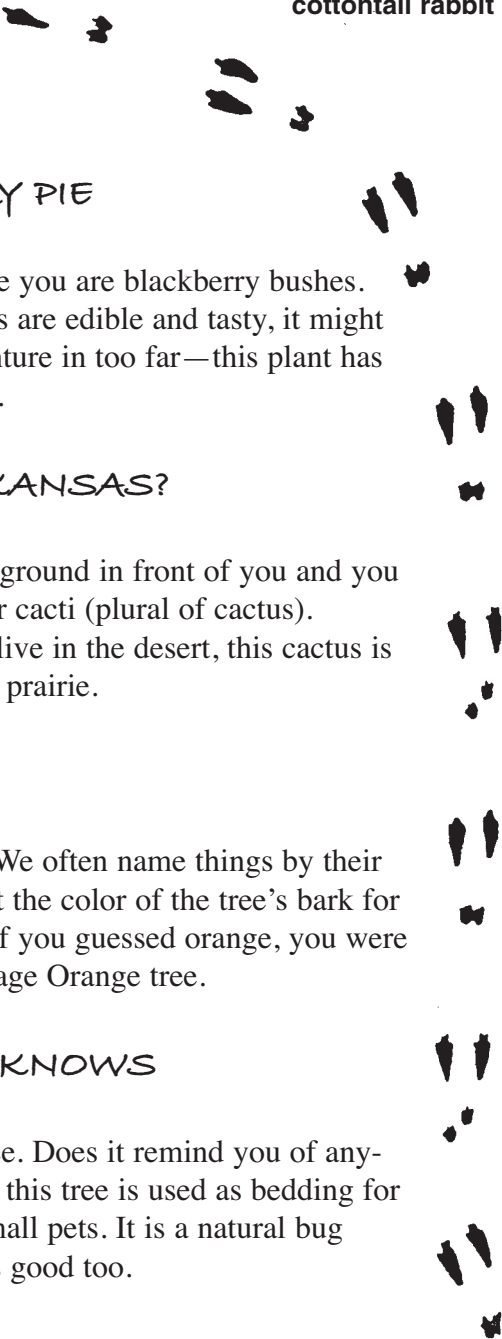 cottontail rabbit
Y PIE
e you are blackberry bushes.
s are edible and tasty, it might
nture in too far—this plant has
.
KANSAS?
ground in front of you and you
r cacti (plural of cactus).
live in the desert, this cactus is
prairie.
We often name things by their
t the color of the tree’s bark for
f you guessed orange, you were
age Orange tree.
KNOWS
e. Does it remind you of any-
this tree is used as bedding for
mall pets. It is a natural bug
good too.